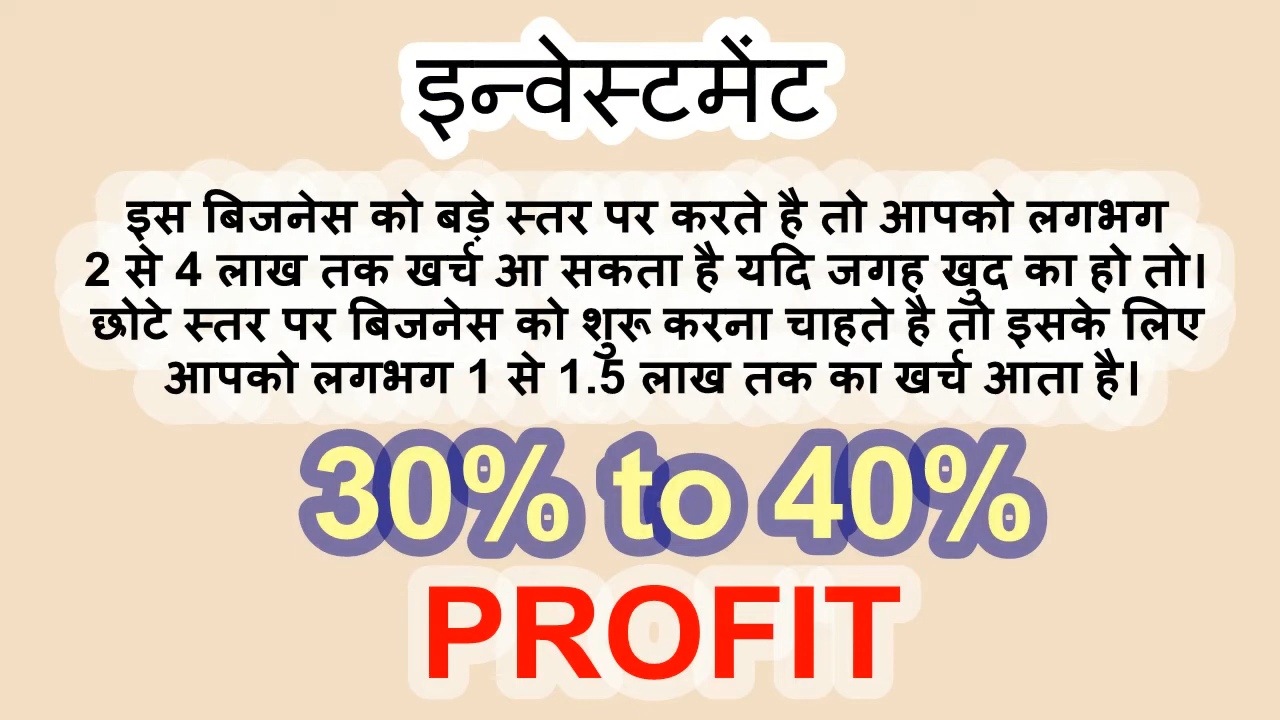 इन्वेस्टमेंट
इस बिजनेस को बड़े स्तर पर करते है तो आपको लगभग
2 से 4 लाख तक खर्च आ सकता है यदि जगह खुद का हो तो।
छोटे स्तर पर बिजनेस को शुरू करना चाहते है तो इसके लिए
आपको लगभग 1 से 1.5 लाख तक का खर्च आता है।
30% to 40%
PROFIT